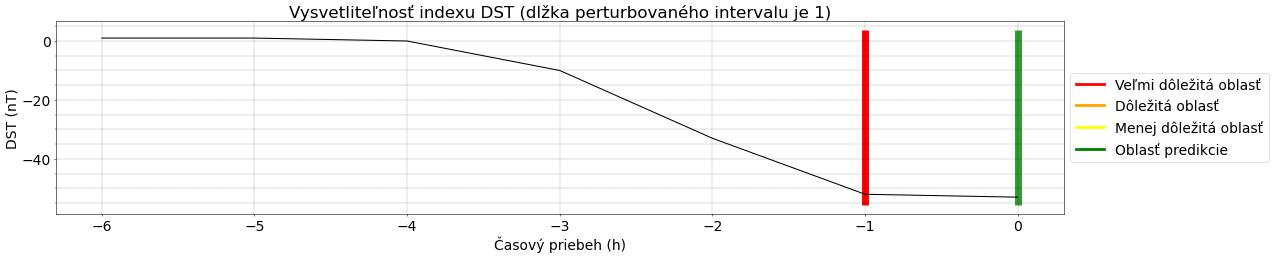 Vysvetliteľnosť indexu DST (dĺžka perturbovaného intervalu je 1)
DST (nT)
0
−20
−40
−6
−5
−4
−3
−2
−1
0
Časový priebeh (h)
Veľmi dôležitá oblasť
Dôležitá oblasť
Menej dôležitá oblasť
Oblasť predikcie